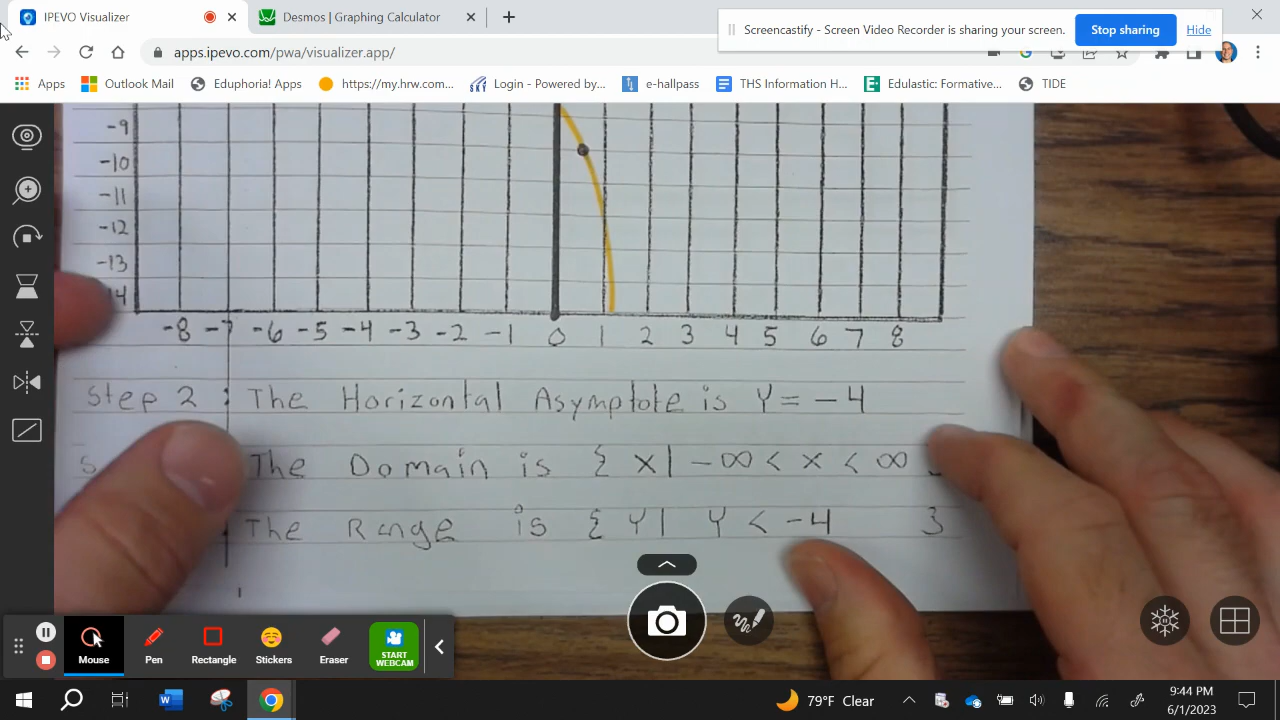 IPEVO Visualizer
Desmos | Graphing Calculator
Screencastify - Screen Video Recorder is sharing your screen.
Stop sharing
Hide
apps.ipevo.com/pwa/visualizer.app/
Apps
Outlook Mail
Eduphoria! App
https://my.hrw.com...
Login - Powered by...
e-hallpass
THS Information H...
Edulastic: Formative...
TIDE
-9
-10
-11
-12
-13
14
-8 -7 -6 -5 -4 -3 -2 -1 0 1 2 3 4 5 6 7 8
Step 2 : The Horizontal Asymptote is Y = -4
The Domain is { X | -∞ < x < ∞
The Range is { Y | Y < -4 }
Mouse
Pen
Rectangle
Stickers
Eraser
START WEBCAM
79°F Clear
9:44 PM
6/1/2023